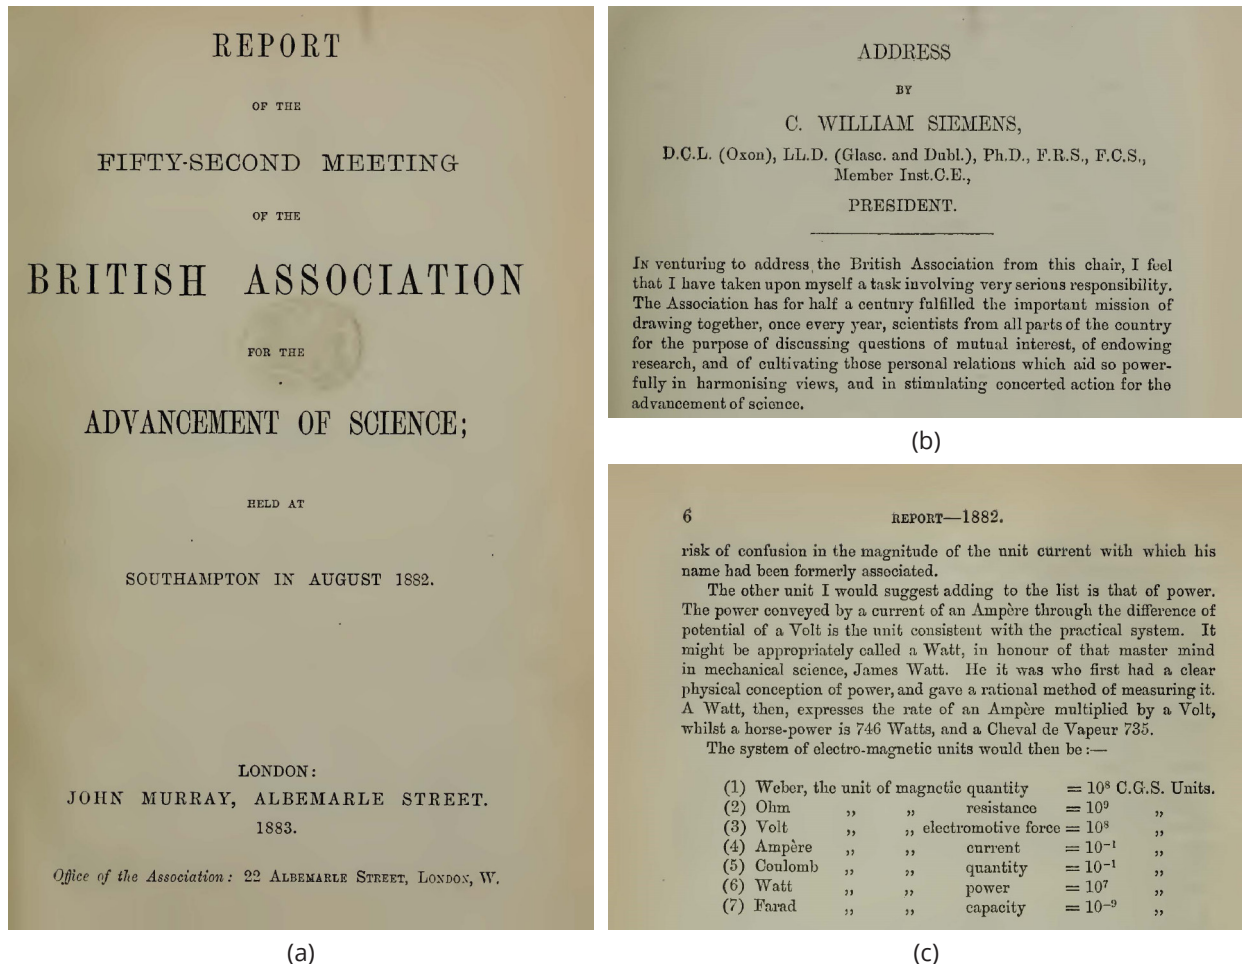 REPORT
OF THE
FIFTY-SECOND MEETING
OF THE
BRITISH ASSOCIATION
FOR THE
ADVANCEMENT OF SCIENCE;
HELD AT
SOUTHAMPTON IN AUGUST 1882.
LONDON:
JOHN MURRAY, ALBEMARLE STREET.
1883.
Office of the Association: 22 ALBEMARLE STREET, LONDON, W.
(a)
ADDRESS
BY
C. WILLIAM SIEMENS,
D.C.L. (Oxon), LL.D. (Glasc. and Dubl.), Ph.D., F.R.S., F.C.S.,
Member Inst.C.E.,
PRESIDENT.
IN venturing to address the British Association from this chair, I feel
that I have taken upon myself a task involving very serious responsibility.
The Association has for half a century fulfilled the important mission of
drawing together, once every year, scientists from all parts of the country
for the purpose of discussing questions of mutual interest, of endowing
research, and of cultivating those personal relations which aid so power-
fully in harmonising views, and in stimulating concerted action for the
advancement of science.
(b)
6 REPORT—1882.
risk of confusion in the magnitude of the unit current with which his
name had been formerly associated.
The other unit I would suggest adding to the list is that of power.
The power conveyed by a current of an Ampère through the difference of
potential of a Volt is the unit consistent with the practical system. It
might be appropriately called a Watt, in honour of that master mind
in mechanical science, James Watt. He it was who first had a clear
physical conception of power, and gave a rational method of measuring it.
A Watt, then, expresses the rate of an Ampère multiplied by a Volt,
whilst a horse-power is 746 Watts, and a Cheval de Vapeur 735.
The system of electro-magnetic units would then be :—
(1) Weber, the unit of magnetic quantity = 10⁸ C.G.S. Units.
(2) Ohm ,, ,, resistance = 10⁹ ,,
(3) Volt ,, ,, electromotive force = 10⁸ ,,
(4) Ampère ,, ,, current = 10⁻¹ ,,
(5) Coulomb ,, ,, quantity = 10⁻¹ ,,
(6) Watt ,, ,, power = 10⁷ ,,
(7) Farad ,, ,, capacity = 10⁻⁹ ,,
(c)